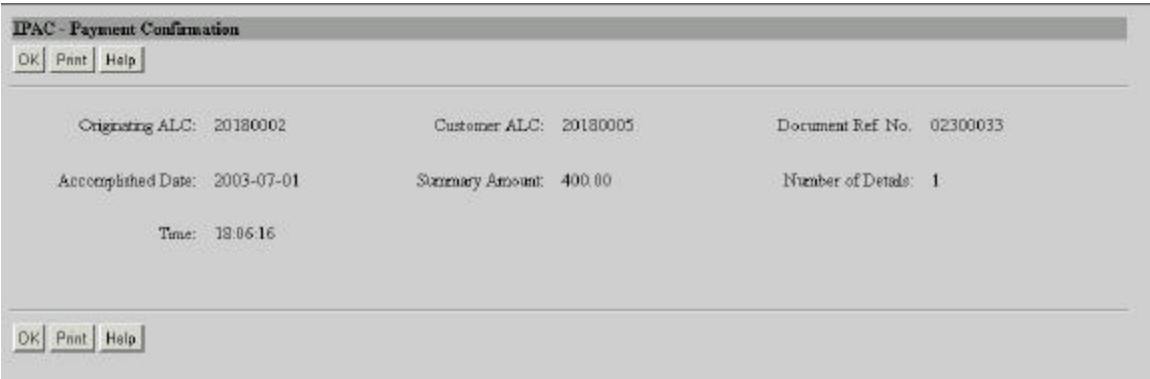 IPAC - Payment Confirmation
OK Print Help
Originating ALC: 20180002 Customer ALC: 20180005 Document Ref. No. 02300033
Accomplished Date: 2003-07-01 Summary Amount: 400.00 Number of Details: 1
Time: 18:06:16
OK Print Help